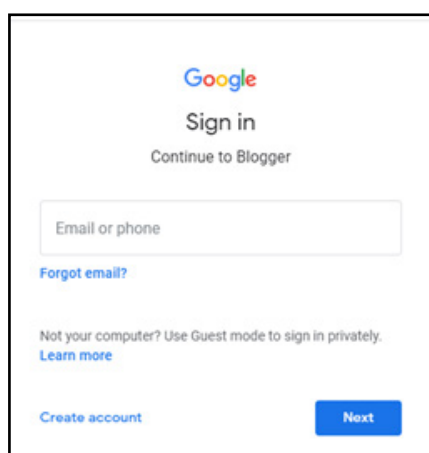 Google
Sign in
Continue to Blogger
Email or phone
Forgot email?
Not your computer? Use Guest mode to sign in privately.
Learn more
Create account
Next